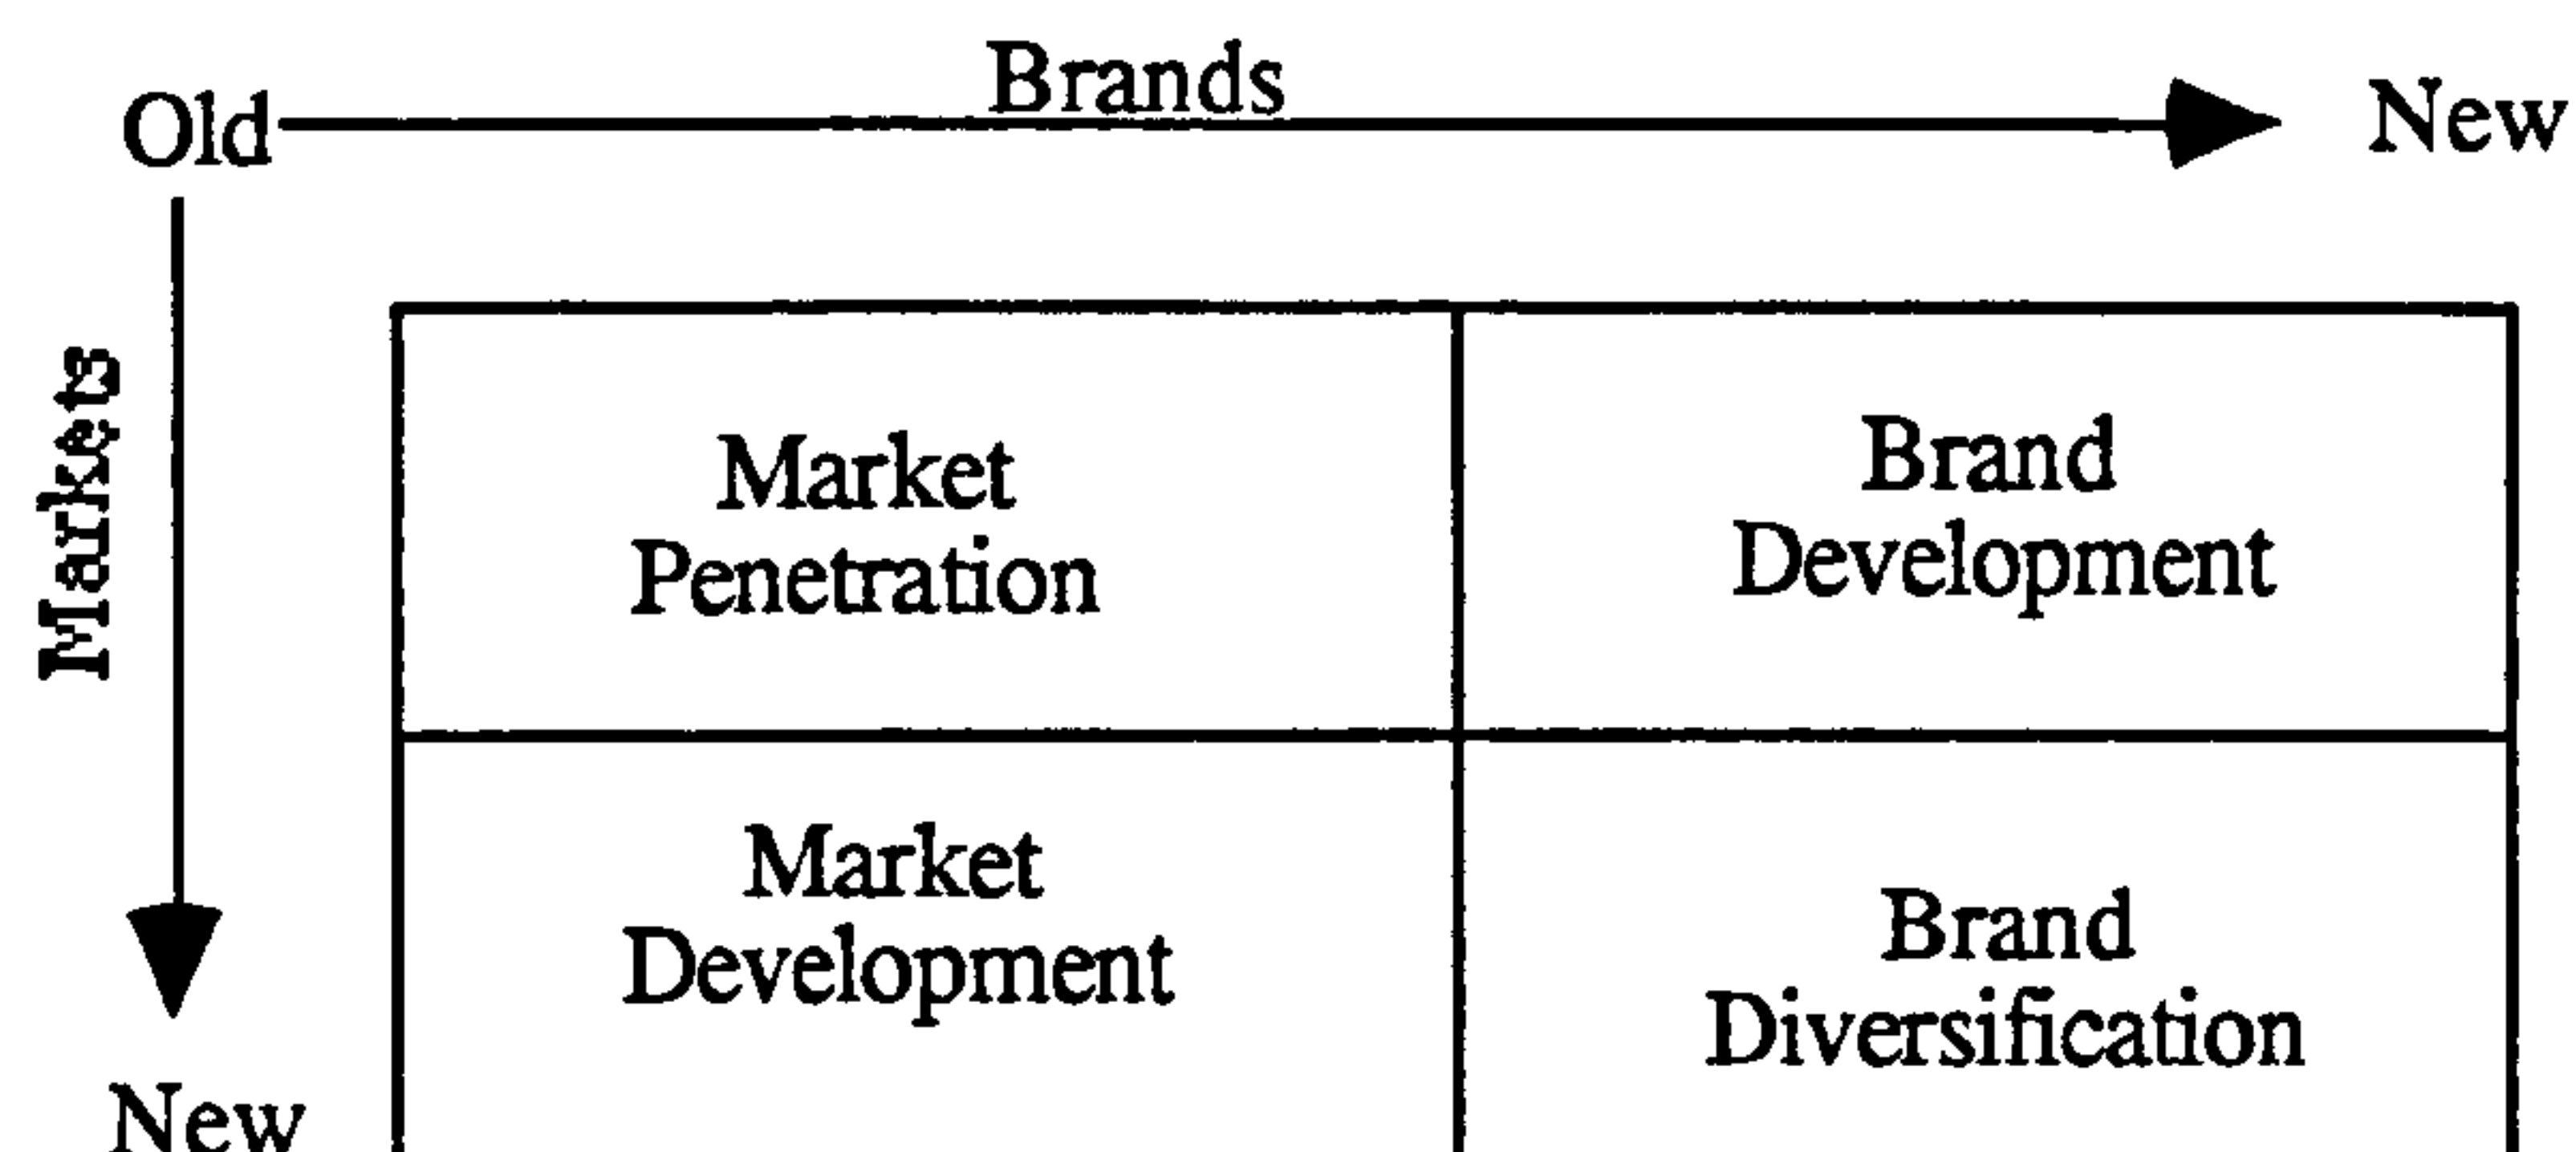 Brands
Old
New
Markets
Market
Penetration
Brand
Development
Market
Development
Brand
Diversification
New